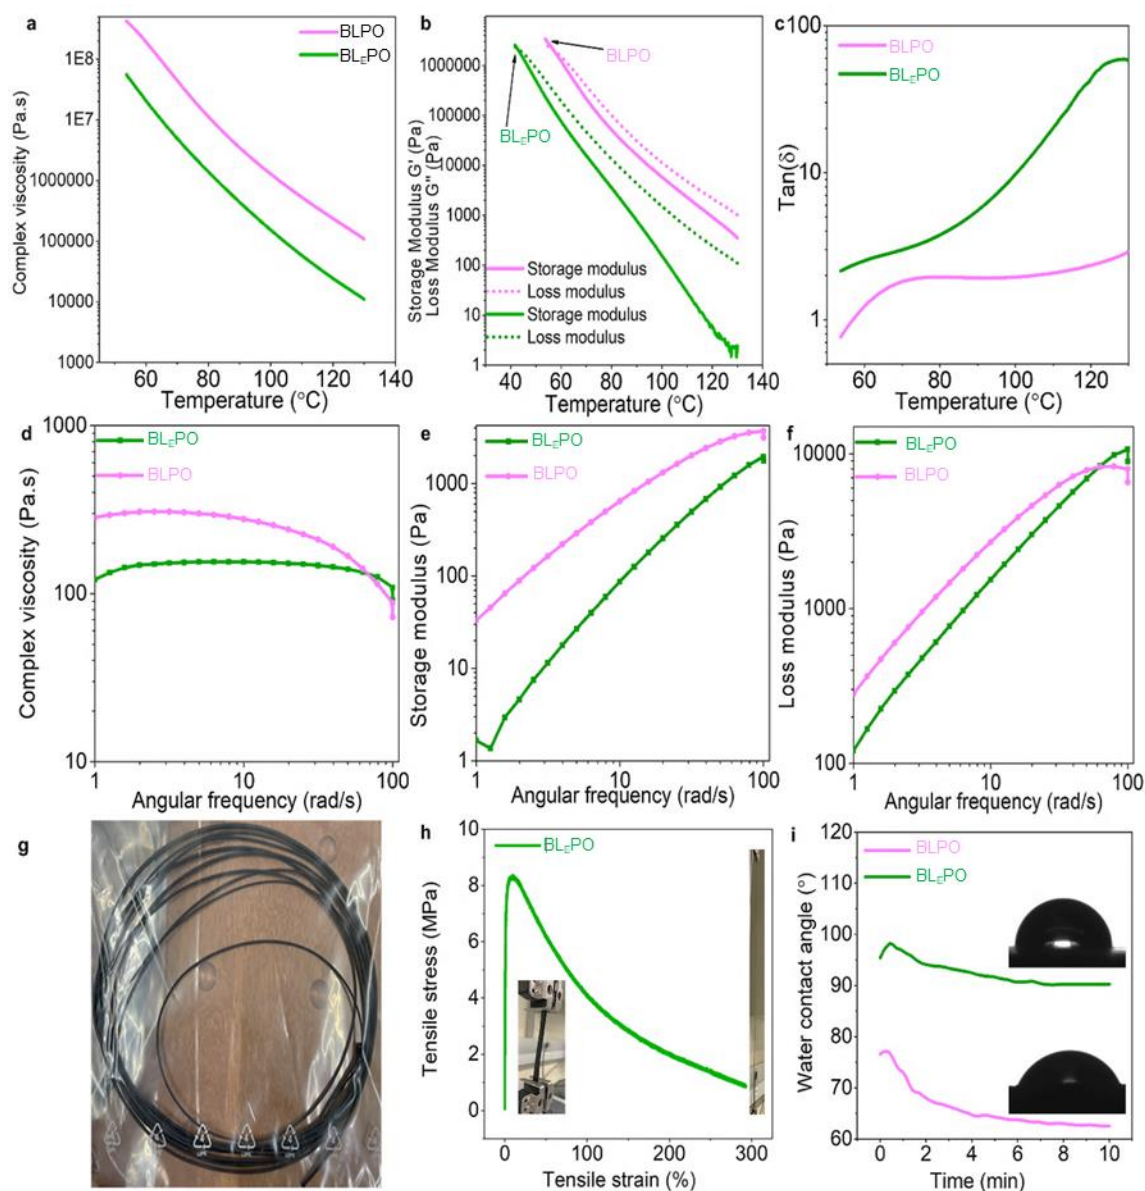 a
BLPO
BLEPO
1E8
1E7
1000000
100000
10000
1000
60 80 100 120 140
Temperature (°C)
Complex viscosity (Pa.s)
b
BLPO
BLEPO
1000000
100000
10000
1000
100
10
1
Storage modulus
Loss modulus
Storage modulus
Loss modulus
40 60 80 100 120 140
Temperature (°C)
Storage Modulus G' (Pa)
Loss Modulus G" (Pa)
c
BLPO
BLEPO
100
10
1
60 80 100 120
Temperature (°C)
Tan(δ)
d
BLEPO
BLPO
1000
100
10
1 10 100
Angular frequency (rad/s)
Complex viscosity (Pa.s)
e
BLEPO
BLPO
1000
100
10
1
1 10 100
Angular frequency (rad/s)
Storage modulus (Pa)
f
BLEPO
BLPO
10000
1000
100
1 10 100
Angular frequency (rad/s)
Loss modulus (Pa)
g
h
BLEPO
10
8
6
4
2
0
0 50 100 150 200 250 300
Tensile strain (%)
Tensile stress (MPa)
i
BLPO
BLEPO
120
110
100
90
80
70
60
0 2 4 6 8 10
Time (min)
Water contact angle (°)